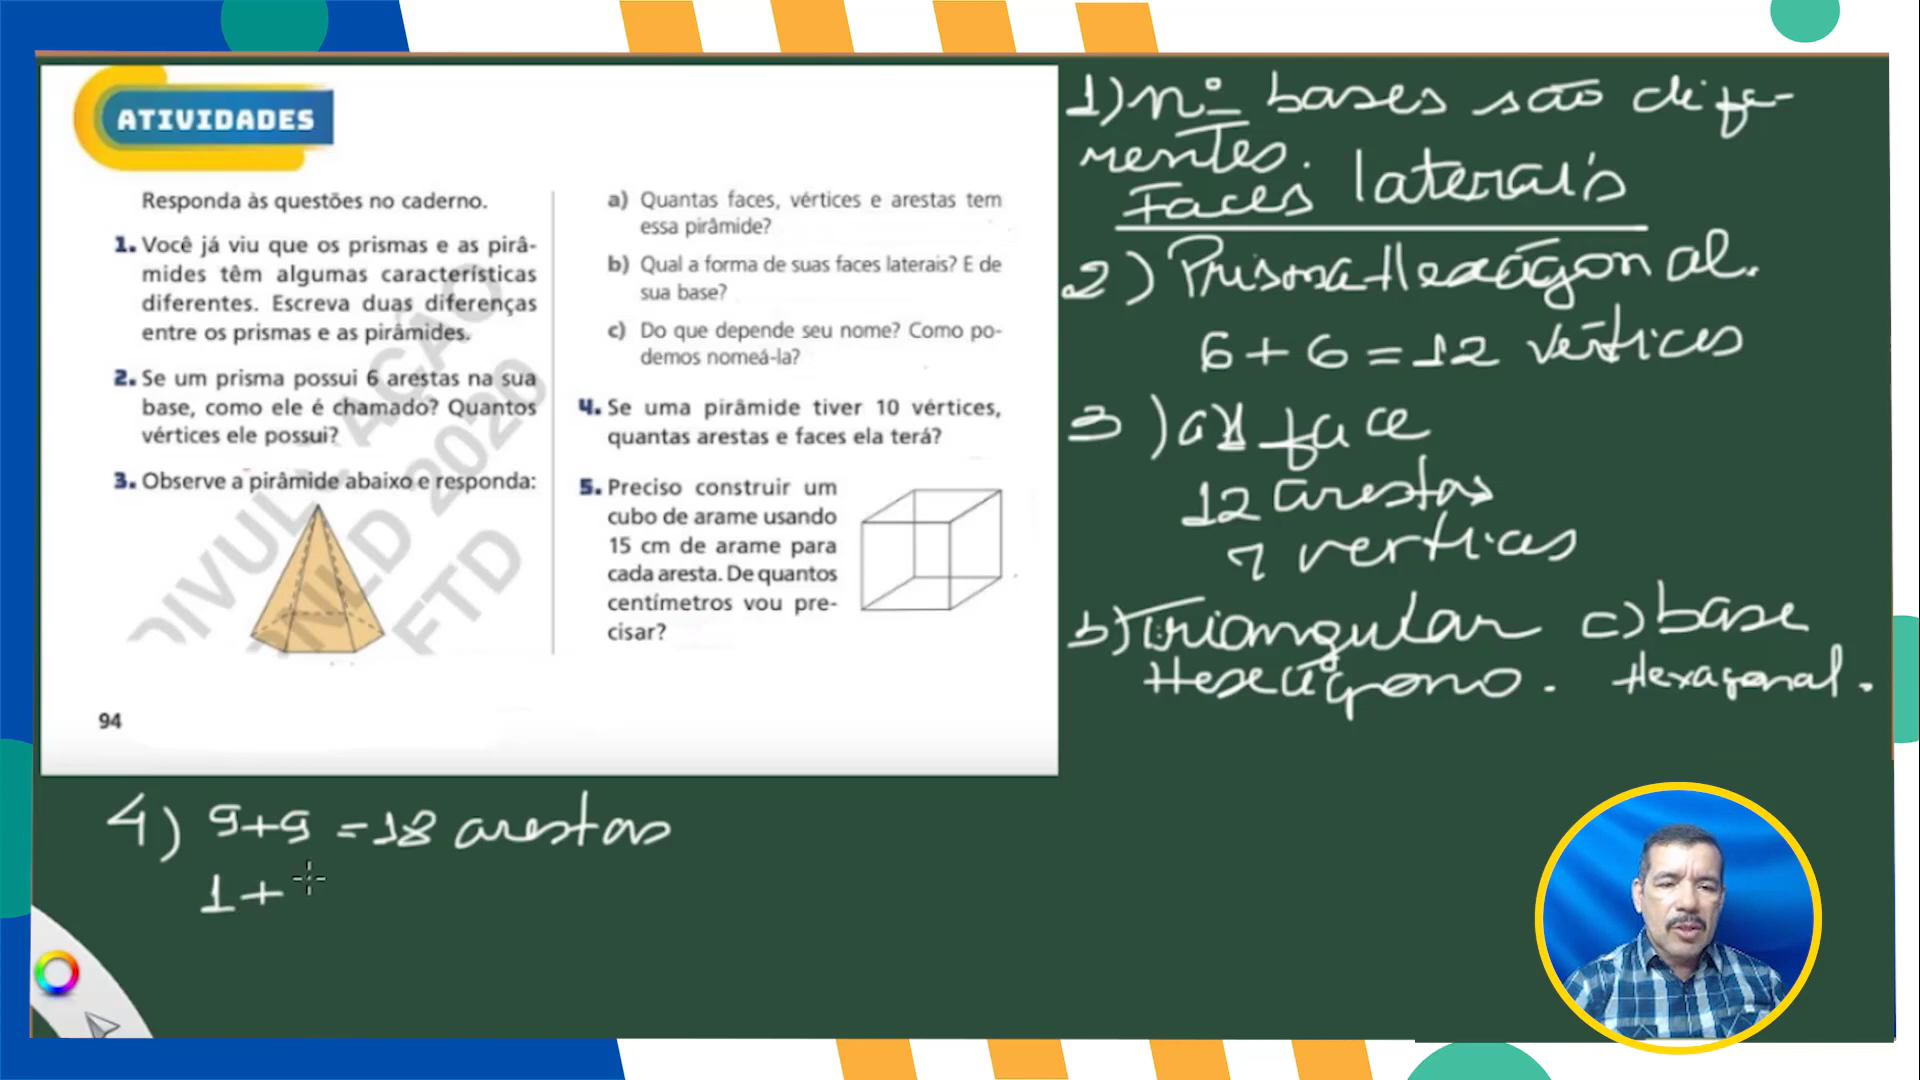 ATIVIDADES
Responda às questões no caderno.
1. Você já viu que os prismas e as pirâ-
mides têm algumas características
diferentes. Escreva duas diferenças
entre os prismas e as pirâmides.
2. Se um prisma possui 6 arestas na sua
base, como ele é chamado? Quantos
vértices ele possui?
3. Observe a pirâmide abaixo e responda:
94
a) Quantas faces, vértices e arestas tem
essa pirâmide?
b) Qual a forma de suas faces laterais? E de
sua base?
c) Do que depende seu nome? Como po-
demos nomeá-la?
4. Se uma pirâmide tiver 10 vértices,
quantas arestas e faces ela terá?
5. Preciso construir um
cubo de arame usando
15 cm de arame para
cada aresta. De quantos
centímetros vou pre-
cisar?
DIVULGAÇÃO
PNLD 2020
FTD
1) nº bases são dife-
rentes.
Faces laterais
2) Prisma Hexágonal.
6 + 6 = 12 vértices
3) a) face
12 arestas
7 vertices
b) Triangular c) base
Hexágono. Hexagonal.
4) 9+9 = 18 arestas
1 +